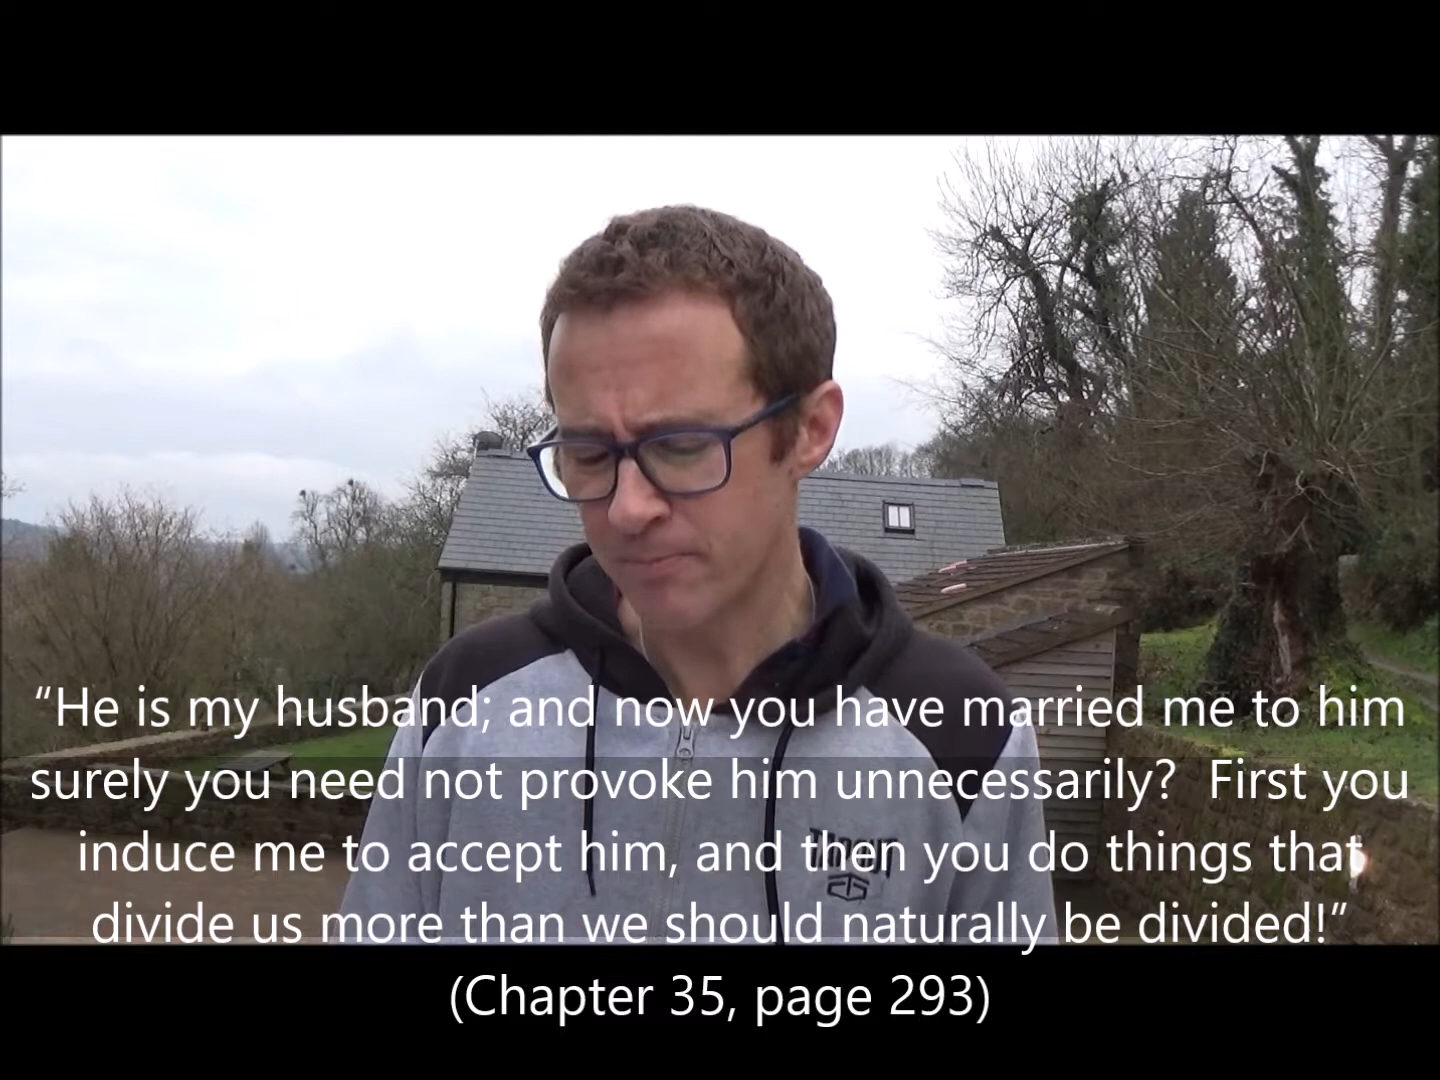 “He is my husband; and now you have married me to him
surely you need not provoke him unnecessarily?  First you
induce me to accept him, and then you do things that
divide us more than we should naturally be divided!”
(Chapter 35, page 293)